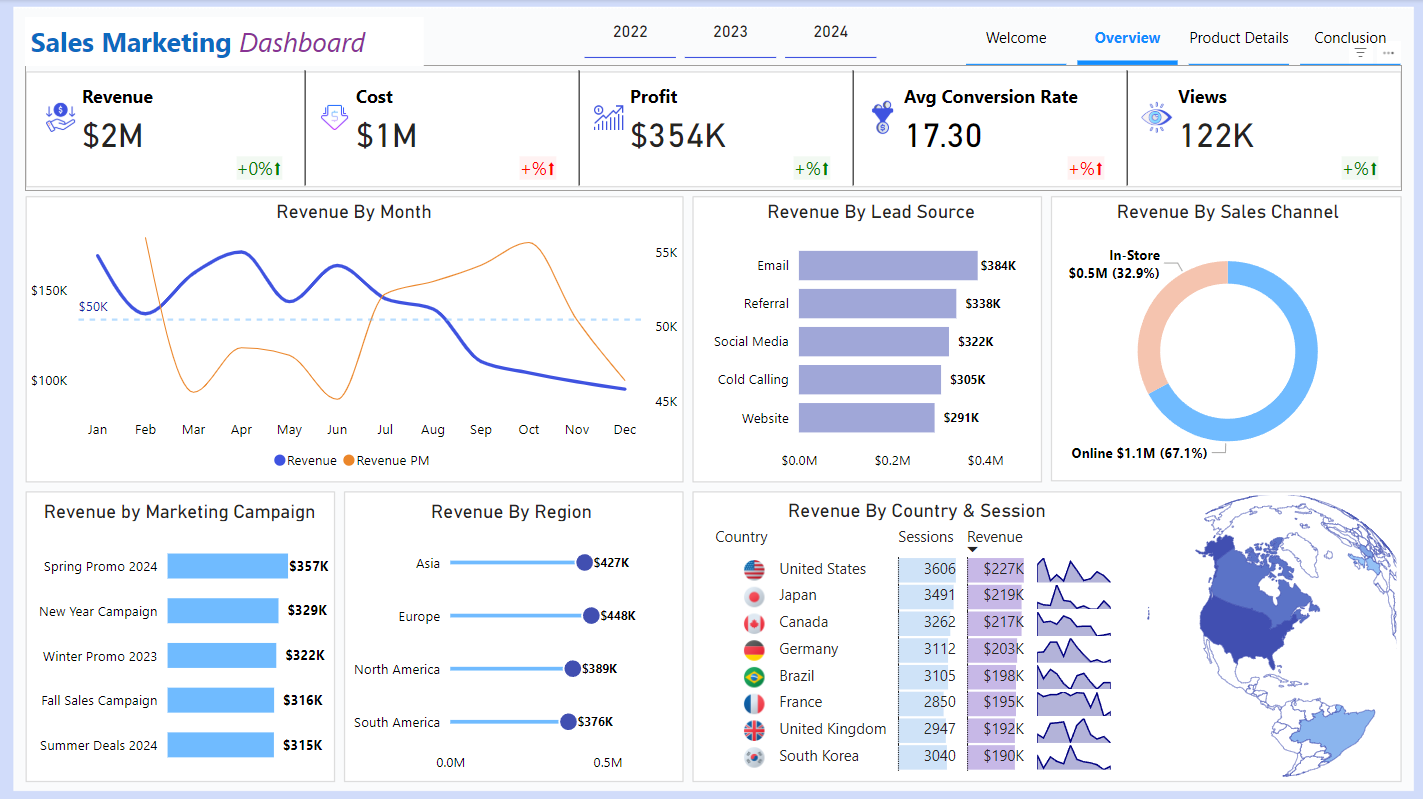 Sales Marketing Dashboard
2022 2023 2024
Welcome Overview Product Details Conclusion
Revenue
$2M
+0%⬆
Cost
$1M
+%⬆
Profit
$354K
+%⬆
Avg Conversion Rate
17.30
+%⬆
Views
122K
+%⬆
Revenue By Month
$150K
$100K
$50K
55K
50K
45K
Jan Feb Mar Apr May Jun Jul Aug Sep Oct Nov Dec
Revenue Revenue PM
Revenue By Lead Source
Email $384K
Referral $338K
Social Media $322K
Cold Calling $305K
Website $291K
$0.0M $0.2M $0.4M
Revenue By Sales Channel
In-Store
$0.5M (32.9%)
Online $1.1M (67.1%)
Revenue by Marketing Campaign
Spring Promo 2024 $357K
New Year Campaign $329K
Winter Promo 2023 $322K
Fall Sales Campaign $316K
Summer Deals 2024 $315K
Revenue By Region
Asia $427K
Europe $448K
North America $389K
South America $376K
0.0M 0.5M
Revenue By Country & Session
Country Sessions Revenue
United States 3606 $227K
Japan 3491 $219K
Canada 3262 $217K
Germany 3112 $203K
Brazil 3105 $198K
France 2850 $195K
United Kingdom 2947 $192K
South Korea 3040 $190K